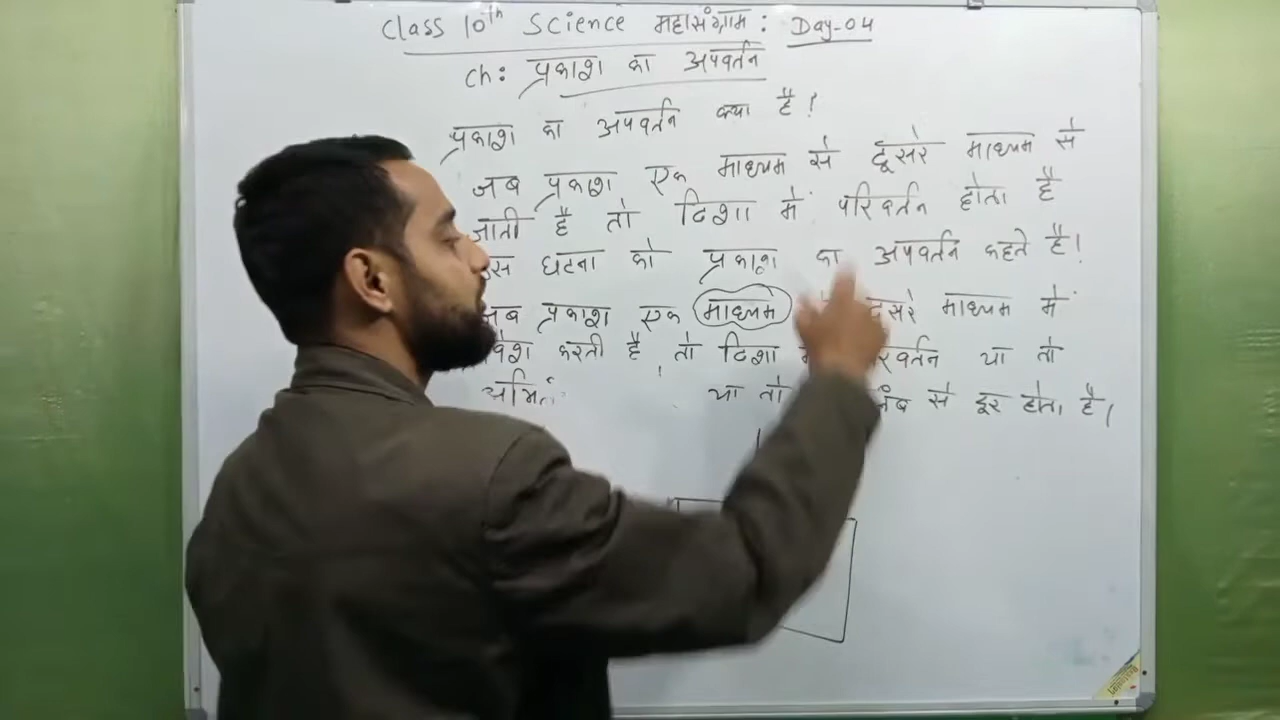 Class 10th Science महासंग्राम : Day-04
Ch: प्रकाश का अपवर्तन
प्रकाश का अपवर्तन क्या है !
जब प्रकाश एक माध्यम से दूसरे माध्यम से
जाती है तो दिशा में परिवर्तन होता है
घटना को प्रकाश का अपवर्तन कहते है !
प्रकाश एक माध्यम दूसरे माध्यम में
करती है तो दिशा या तो
या तो से दूर होता है।